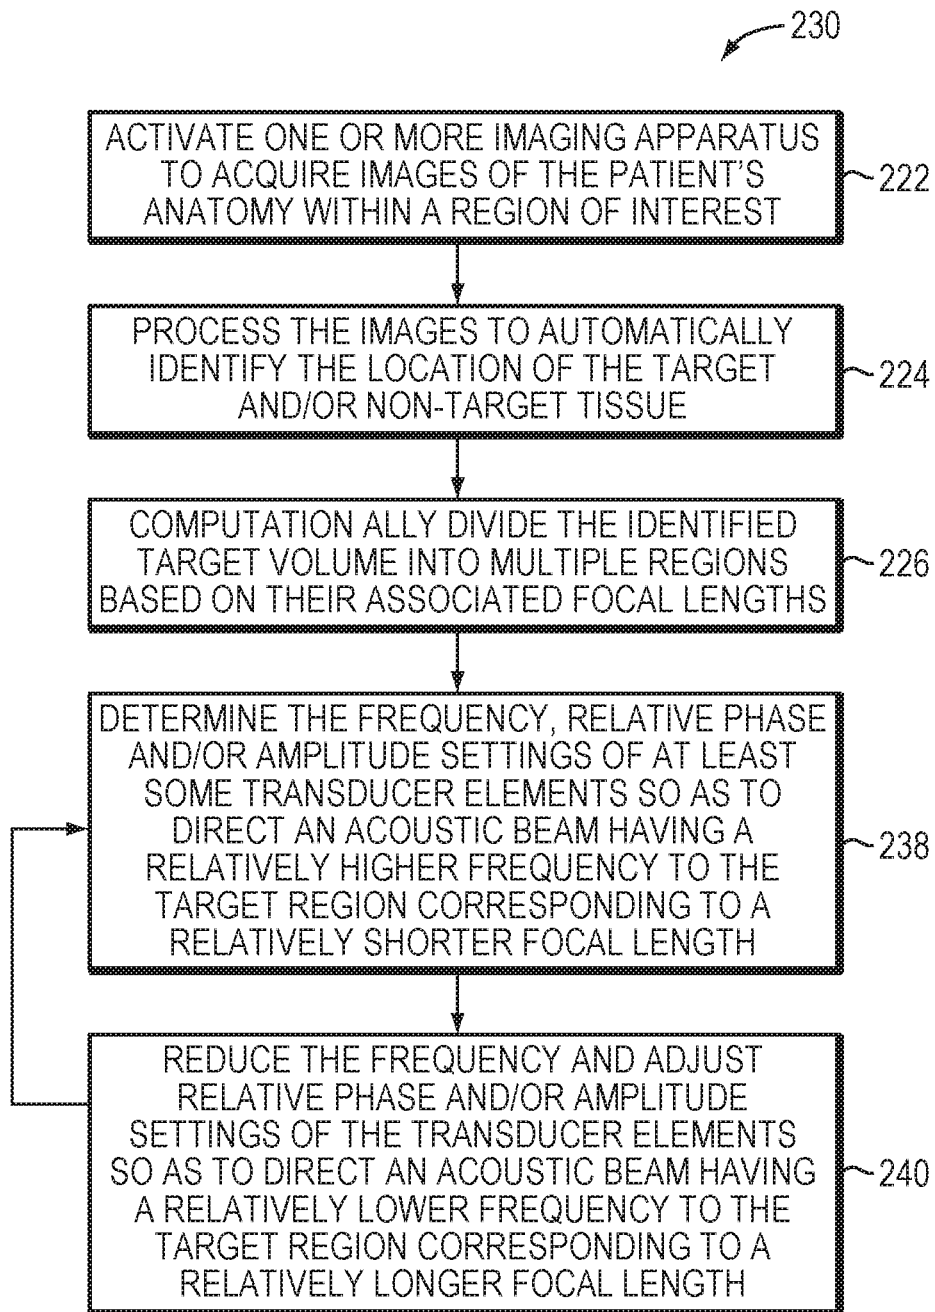 230
ACTIVATE ONE OR MORE IMAGING APPARATUS
TO ACQUIRE IMAGES OF THE PATIENT'S
ANATOMY WITHIN A REGION OF INTEREST
222
PROCESS THE IMAGES TO AUTOMATICALLY
IDENTIFY THE LOCATION OF THE TARGET
AND/OR NON-TARGET TISSUE
224
COMPUTATION ALLY DIVIDE THE IDENTIFIED
TARGET VOLUME INTO MULTIPLE REGIONS
BASED ON THEIR ASSOCIATED FOCAL LENGTHS
226
DETERMINE THE FREQUENCY, RELATIVE PHASE
AND/OR AMPLITUDE SETTINGS OF AT LEAST
SOME TRANSDUCER ELEMENTS SO AS TO
DIRECT AN ACOUSTIC BEAM HAVING A
RELATIVELY HIGHER FREQUENCY TO THE
TARGET REGION CORRESPONDING TO A
RELATIVELY SHORTER FOCAL LENGTH
238
REDUCE THE FREQUENCY AND ADJUST
RELATIVE PHASE AND/OR AMPLITUDE
SETTINGS OF THE TRANSDUCER ELEMENTS
SO AS TO DIRECT AN ACOUSTIC BEAM HAVING
A RELATIVELY LOWER FREQUENCY TO THE
TARGET REGION CORRESPONDING TO A
RELATIVELY LONGER FOCAL LENGTH
240